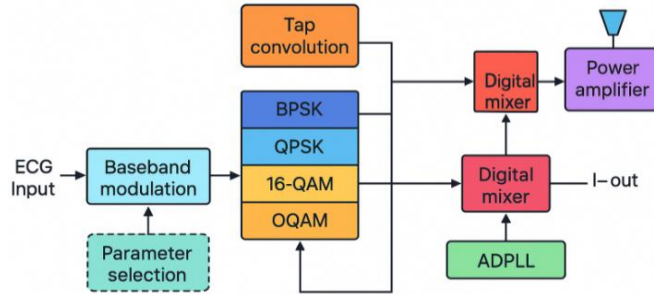 Tap
convolution
BPSK
QPSK
16-QAM
OQAM
ECG
Input
Baseband
modulation
Parameter
selection
Digital
mixer
Power
amplifier
Digital
mixer
I–out
ADPLL